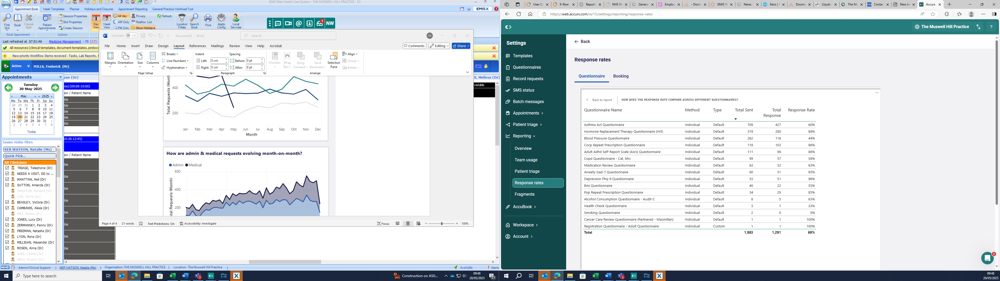 EMIS Web Health Care System - THE MUSWELL HILL PRACTICE - 32
Appointment Book Week Templates Planner Holidays and Closures Appointment Reporting General Practice Workload Tool
EMIS X
Find Slot
Book
Cancel Appt
Book Appointment
Patient Appointments
Session Properties
Slot Properties
Create Session
Actions
Day View
Week View
All day
AM Only
PM Only
Privacy
Realloc. List
Show Holidays
Refresh
Location Filters
Search Book
Print
Appts Config
Local Services
1
NW
Last refreshed at 07:51:46 Medicine Management - 70 (17)
All resources (clinical templates, document templates, protoco
New priority Workflow Items received - Tasks, Lab Reports,
Active MILLS, Frederick (Mr)
Appointments
Tuesday
20-May-2025
May 2025
Mo Tu We Th Fr Sa Su
28 29 30 1 2 3 4
5 6 7 8 9 10 11
12 13 14 15 16 17 18
19 20 21 22 23 24 25
26 27 28 29 30 31 1
2 3 4 5 6 7 8
Today
Session Holder Filters
KER WATSON, Natalie (Ms)
Quick Pick...
All Clinicians
TRIAGE, Telephone (Dr)
NEEDS A VISIT, DD to ...
MANTTAN, Neil (Dr)
SUTTON, Amanda (Dr)
SMEATON, Natasha (Dr)
LAM, Jimmy (Dr)
BEASLEY, Victoria (Dr)
CAMBANIS, Alexis (Dr)
HILL, Marina (Dr)
JONES, Lucy (Dr)
ZERMANSKY, Penny (Dr)
FREEMAN, Natasha (Dr)
LYON, Rona (Dr)
MILLIGAN, Alexander (Dr)
ROSEN, Anna (Dr)
SHER, Carmel (Dr)
MIHU, Roxana (Dr)
van (Dr)
ne) (09:00-10:00)
ion / Patient Name
ble
ble
ble
ble
ble
0:30-12:45)
ion / Patient Name
ble
ble
ble
ble
ble
ble
ble
ble
ble
X, Melissa (Dr)
vailable
AutoSave Off Document2 - Word Search NK
File Home Insert Draw Design Layout References Mailings Review View Help Acrobat Comments Editing Share
Margins Orientation Size Columns
Breaks
Line Numbers
Hyphenation
Page Setup
Indent Spacing
Left: 0 cm Before: 0 pt
Right: 0 cm After: 8 pt
Paragraph
Position
Wrap Text
Bring Forward
Send Backward
Selection Pane
Align
Group
Rotate
Arrange
Total Requests (Mont
400
200
Jan Feb Mar Apr May Jun Jul Aug Sep Oct Nov Dec
Month
How are admin & medical requests evolving month-on-month?
Admin Medical
tal Requests (Month)
600
400
200
Page 4 of 4 21 words Text Predictions: On Accessibility: Investigate Focus 100%
NHS Admin/Clinical Support KER WATSON, Natalie (Ms) Organisation: THE MUSWELL HILL PRACTICE Location: The Muswell Hill Practice Available Alerts
Type here to search
3
Construction on A50...
09:48
20/05/2025
23
User Co X-flow Reports NHS M General Employ - Docm EMIS W News - Xero | E Docma Lloyds The Mu Contac New ta Accurx
https://web.accurx.com/w/15/settings/reporting/response-rates
The Muswell Hill Practice
?
Settings
Templates
Questionnaires
Record requests
SMS status
Batch messages
Appointments
Patient triage
Reporting
Overview
Team usage
Patient triage
Response rates
Fragments
AccuBook
Workspace
Account
Back
Response rates
Questionnaire Booking
Back to report HOW DOES THE RESPONSE RATE COMPARE ACROSS DIFFERENT QUESTIONNAIRES?
Questionnaire Name Method Type Total Sent Total Response Response Rate
Asthma Act Questionnaire Individual Default 709 427 60%
Hormone Replacement Therapy Questionnaire (Hrt) Individual Default 319 280 88%
Blood Pressure Questionnaire Individual Default 262 116 44%
Cocp Repeat Prescription Questionnaire Individual Default 118 102 86%
Adult Adhd Self-Report Scale (Asrs) Questionnaire Individual Default 111 96 86%
Copd Questionnaire - Cat, Mrc Individual Default 99 57 58%
Medication Review Questionnaire Individual Default 63 52 83%
Anxiety Gad-7 Questionnaire Individual Default 60 51 85%
Depression Phq-9 Questionnaire Individual Default 53 51 96%
Bmi Questionnaire Individual Default 40 22 55%
Pop Repeat Prescription Questionnaire Individual Default 34 29 85%
Alcohol Consumption Questionnaire - Audit-C Individual Default 8 5 63%
Health Check Questionnaire Individual Default 3 1 33%
Smoking Questionnaire Individual Default 2 0 0%
Cancer Care Review Questionnaire (Partnered - Macmillan) Individual Default 1 1 100%
Registration Questionnaire - Adult Questionnaire Individual Custom 1 1 100%
Total 1,883 1,291 69%
2
3
09:48
20/05/2025